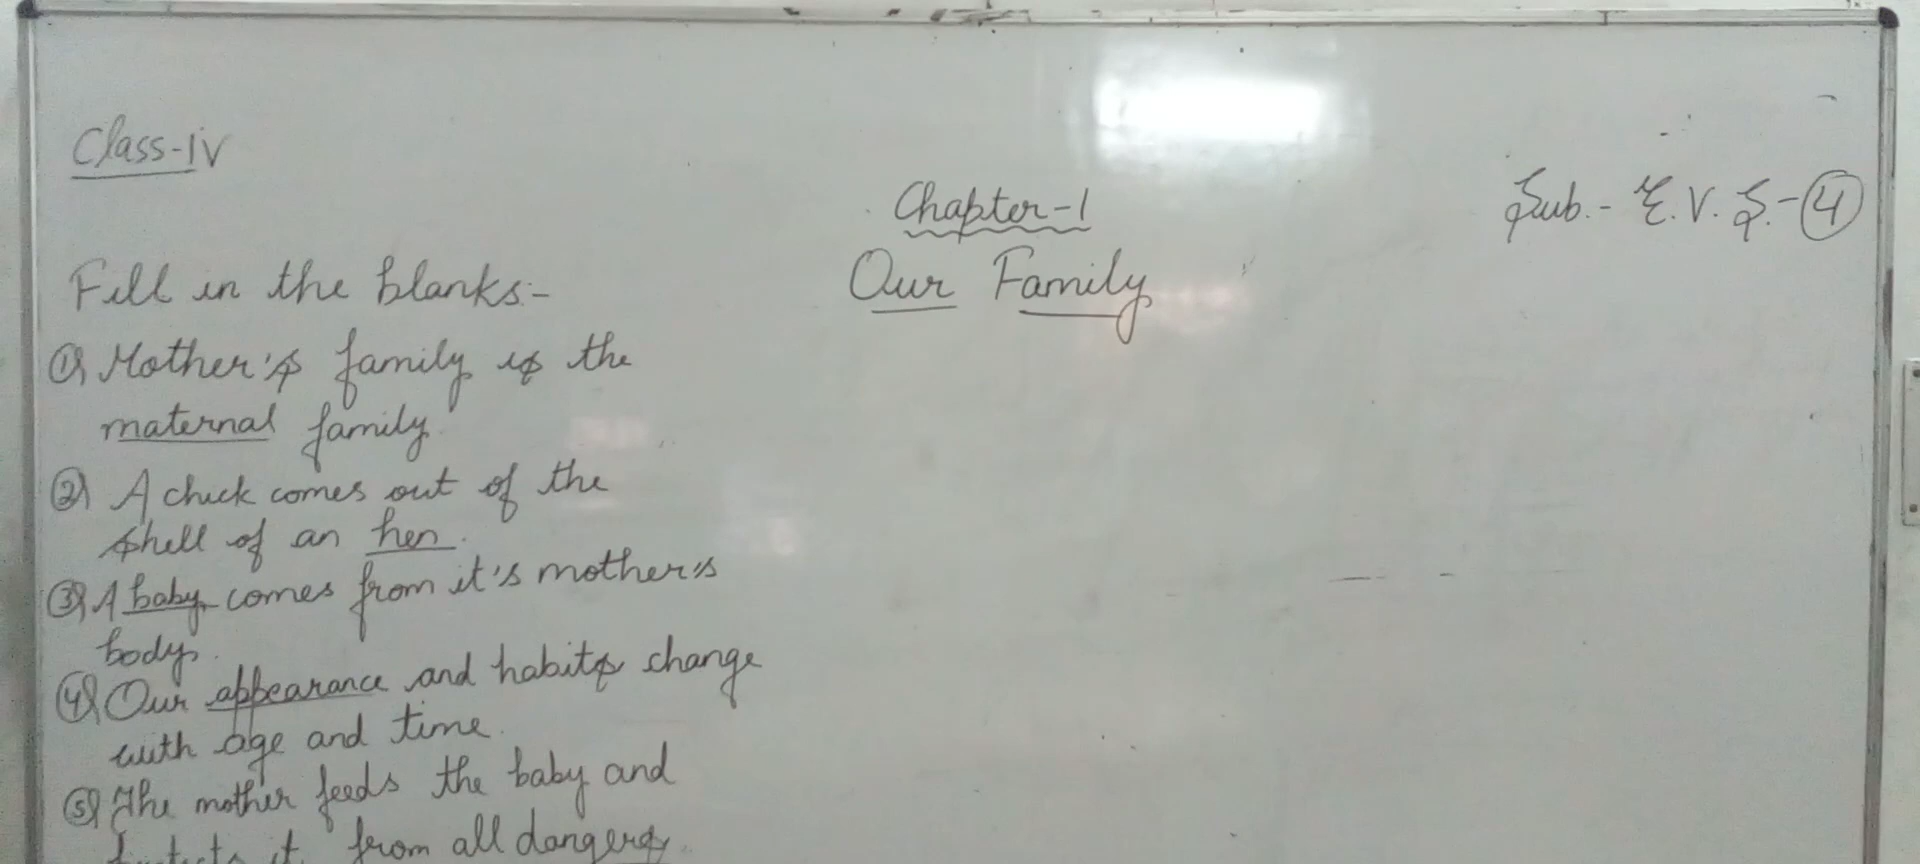 Class-iv
Sub.- E.V.S.-4
Chapter-1
Our Family
Fill in the blanks:-
1) Mother's family is the
maternal family
2) A chick comes out of the
shell of an hen.
3) A baby comes from it's mother's
body.
4) Our appearance and habits change
with age and time.
5) The mother feeds the baby and
protects it from all dangers.